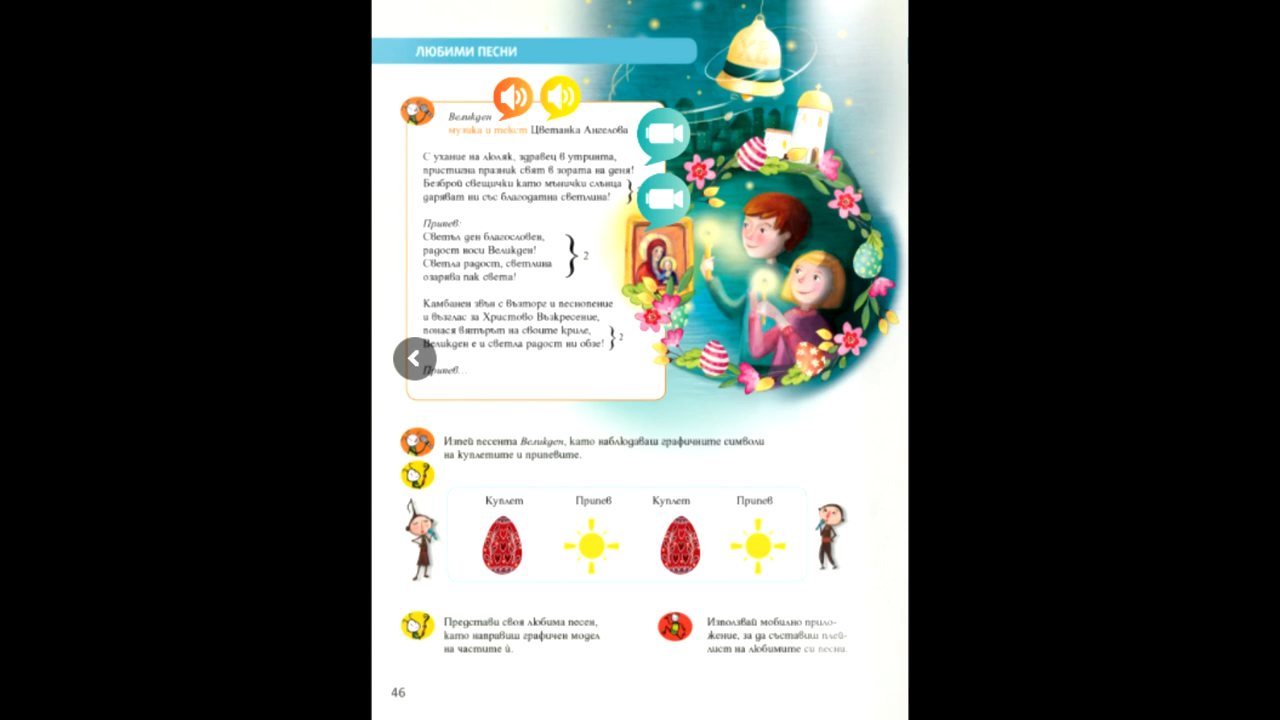 ЛЮБИМИ ПЕСНИ
Великден
музика и текст Цветанка Ангелова
С ухание на люляк, здравец в утринта,
пристигна празник свят в зората на деня!
Безброй свещички като мънички слънца
даряват ни със благодатна светлина!
Припев:
Светъл ден благословен,
радост носи Великден!
Светла радост, светлина
озарява пак света!
2
Камбанен звън с възторг и песнопение
и възглас за Христово Възкресение,
понася вятърът на своите криле,
Великден е и светла радост ни обзе!
2
Припев...
Изпей песента Великден, като наблюдаваш графичните символи
на куплетите и припевите.
Куплет Припев Куплет Припев
Представи своя любима песен,
като направиш графичен модел
на частите ѝ.
Използвай мобилно прило-
жение, за да съставиш плей-
лист на любимите си песни.
46